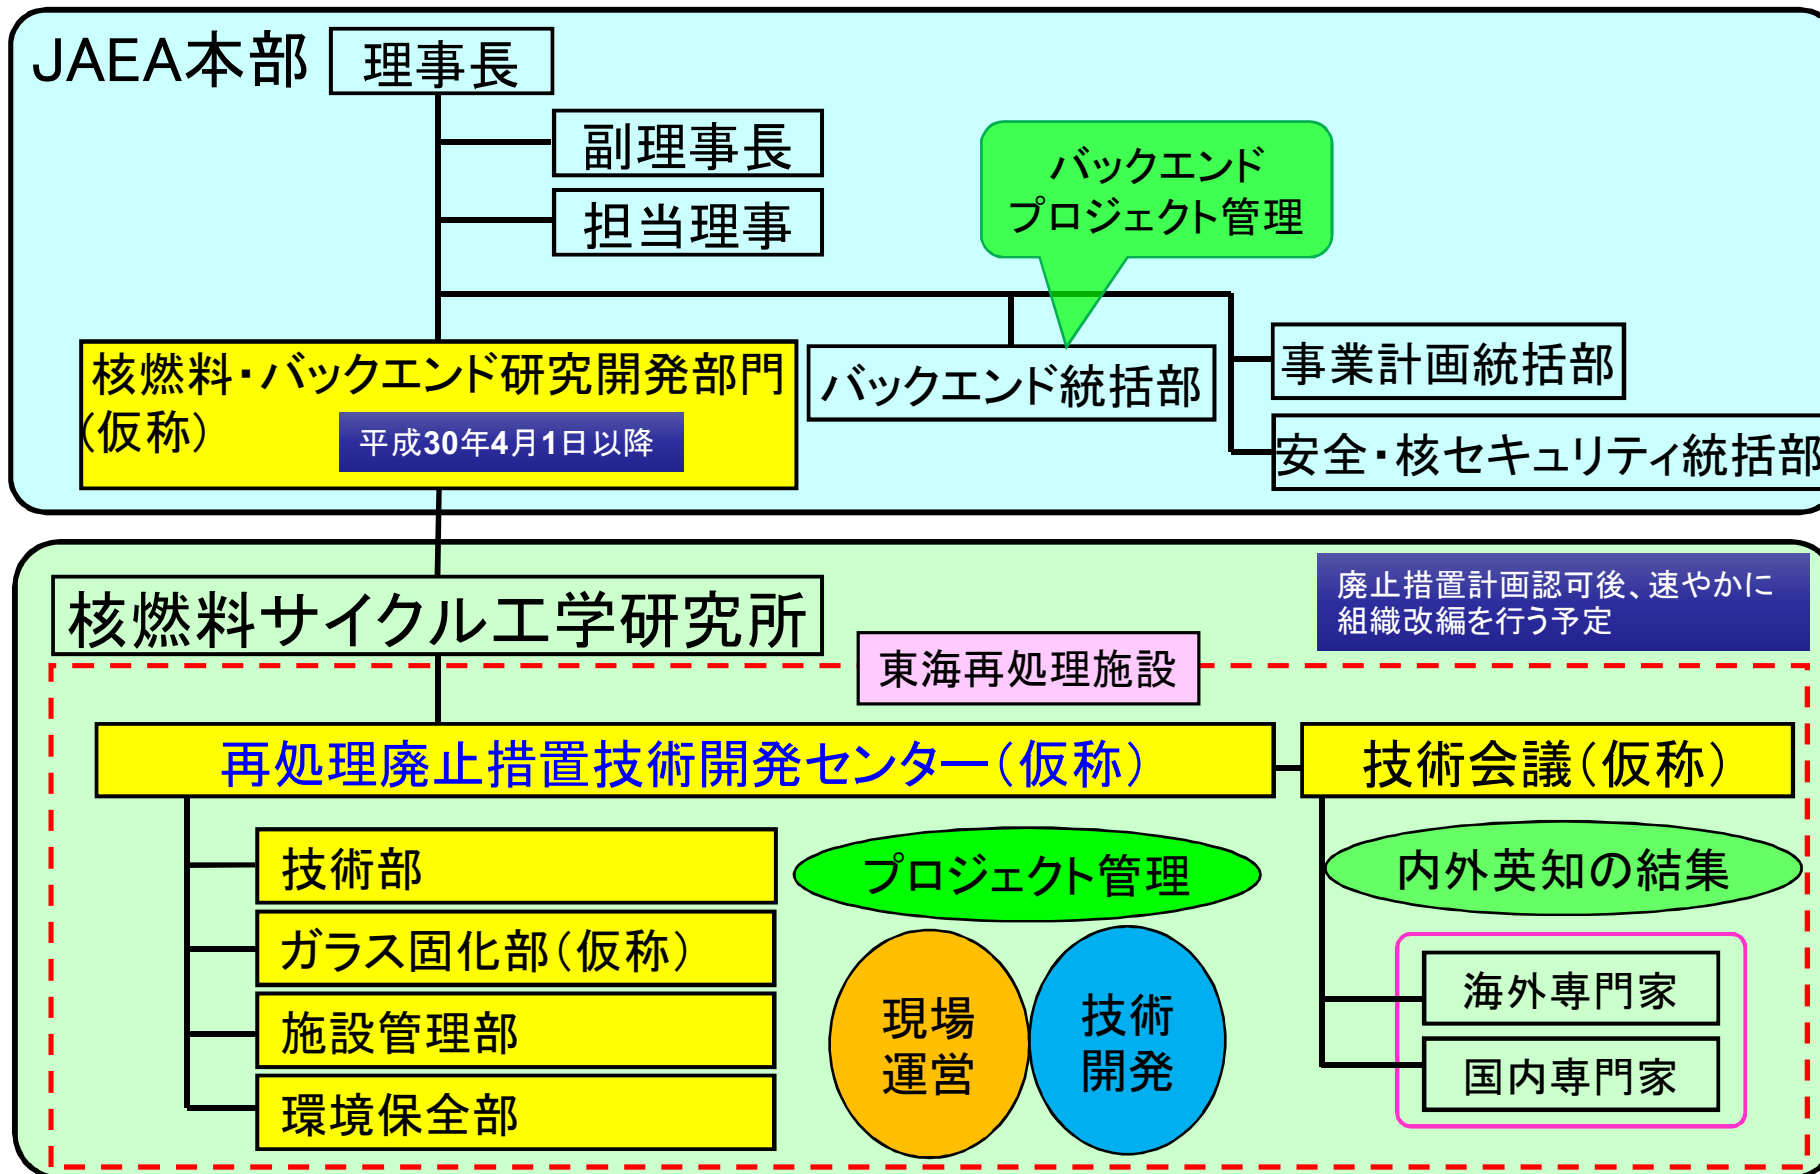 JAEA本部
理事長
副理事長
担当理事
バックエンド
プロジェクト管理
核燃料・バックエンド研究開発部門
(仮称)
平成30年4月1日以降
バックエンド統括部
事業計画統括部
安全・核セキュリティ統括部
核燃料サイクル工学研究所
廃止措置計画認可後、速やかに
組織改編を行う予定
東海再処理施設
再処理廃止措置技術開発センター(仮称)
技術会議(仮称)
技術部
ガラス固化部(仮称)
施設管理部
環境保全部
プロジェクト管理
現場
運営
技術
開発
内外英知の結集
海外専門家
国内専門家